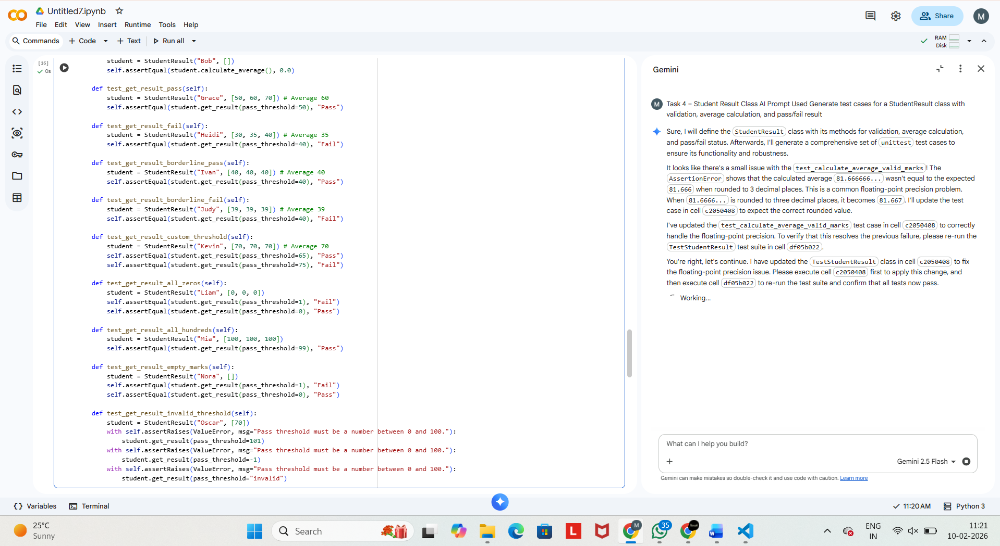 Untitled7.ipynb
File Edit View Insert Runtime Tools Help
Share
M
Commands + Code + Text Run all
RAM
Disk
[16]
0s
student = StudentResult("Bob", [])
self.assertEqual(student.calculate_average(), 0.0)
def test_get_result_pass(self):
student = StudentResult("Grace", [50, 60, 70]) # Average 60
self.assertEqual(student.get_result(pass_threshold=50), "Pass")
def test_get_result_fail(self):
student = StudentResult("Heidi", [30, 35, 40]) # Average 35
self.assertEqual(student.get_result(pass_threshold=40), "Fail")
def test_get_result_borderline_pass(self):
student = StudentResult("Ivan", [40, 40, 40]) # Average 40
self.assertEqual(student.get_result(pass_threshold=40), "Pass")
def test_get_result_borderline_fail(self):
student = StudentResult("Judy", [39, 39, 39]) # Average 39
self.assertEqual(student.get_result(pass_threshold=40), "Fail")
def test_get_result_custom_threshold(self):
student = StudentResult("Kevin", [70, 70, 70]) # Average 70
self.assertEqual(student.get_result(pass_threshold=65), "Pass")
self.assertEqual(student.get_result(pass_threshold=75), "Fail")
def test_get_result_all_zeros(self):
student = StudentResult("Liam", [0, 0, 0])
self.assertEqual(student.get_result(pass_threshold=1), "Fail")
self.assertEqual(student.get_result(pass_threshold=0), "Pass")
def test_get_result_all_hundreds(self):
student = StudentResult("Mia", [100, 100, 100])
self.assertEqual(student.get_result(pass_threshold=99), "Pass")
def test_get_result_empty_marks(self):
student = StudentResult("Nora", [])
self.assertEqual(student.get_result(pass_threshold=1), "Fail")
self.assertEqual(student.get_result(pass_threshold=0), "Pass")
def test_get_result_invalid_threshold(self):
student = StudentResult("Oscar", [70])
with self.assertRaises(ValueError, msg="Pass threshold must be a number between 0 and 100."):
student.get_result(pass_threshold=101)
with self.assertRaises(ValueError, msg="Pass threshold must be a number between 0 and 100."):
student.get_result(pass_threshold=-1)
with self.assertRaises(ValueError, msg="Pass threshold must be a number between 0 and 100."):
student.get_result(pass_threshold="invalid")
Gemini
M
Task 4 – Student Result Class AI Prompt Used Generate test cases for a StudentResult class with
validation, average calculation, and pass/fail result
Sure, I will define the StudentResult class with its methods for validation, average calculation,
and pass/fail status. Afterwards, I'll generate a comprehensive set of unittest test cases to
ensure its functionality and robustness.
It looks like there's a small issue with the test_calculate_average_valid_marks! The
AssertionError shows that the calculated average 81.666666... wasn't equal to the expected
81.666 when rounded to 3 decimal places. This is a common floating-point precision problem.
When 81.6666... is rounded to three decimal places, it becomes 81.667. I'll update the test
case in cell c2050408 to expect the correct rounded value.
I've updated the test_calculate_average_valid_marks test case in cell c2050408 to correctly
handle the floating-point precision. To verify that this resolves the previous failure, please re-run the
TestStudentResult test suite in cell df05b022.
You're right, let's continue. I have updated the TestStudentResult class in cell c2050408 to fix
the floating-point precision issue. Please execute cell c2050408 first to apply this change, and
then execute cell df05b022 to re-run the test suite and confirm that all tests now pass.
Working...
What can I help you build?
Gemini 2.5 Flash
Gemini can make mistakes so double-check it and use code with caution. Learn more
{} Variables Terminal
11:20 AM Python 3
25°C
Sunny
Search
L
M
35
W
ENG
IN
11:21
10-02-2026